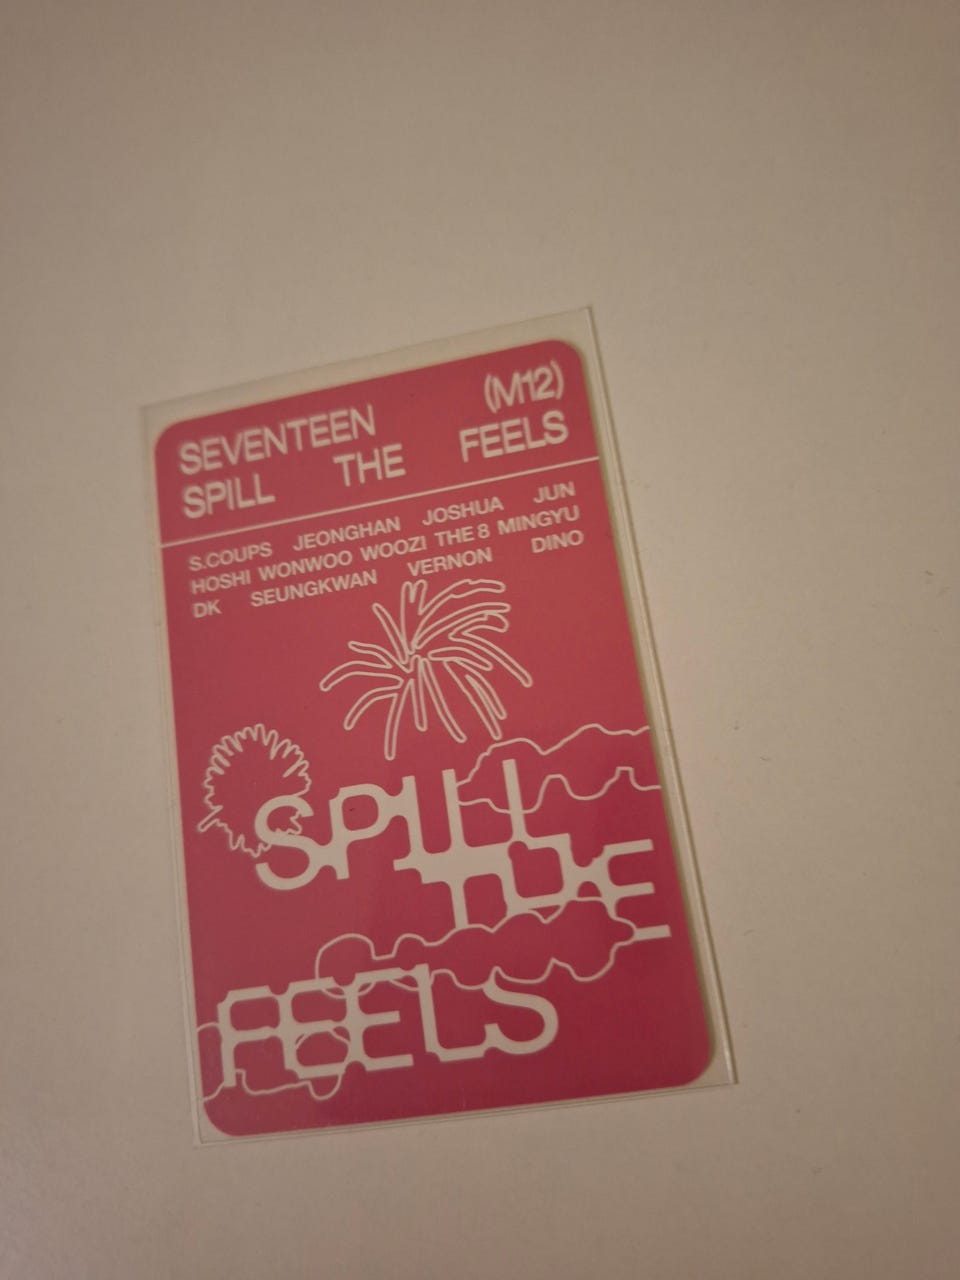 SEVENTEEN (M12)
SPILL THE FEELS
S.COUPS JEONGHAN JOSHUA JUN
HOSHI WONWOO WOOZI THE 8 MINGYU
DK SEUNGKWAN VERNON DINO
SPILL
THE
FEELS